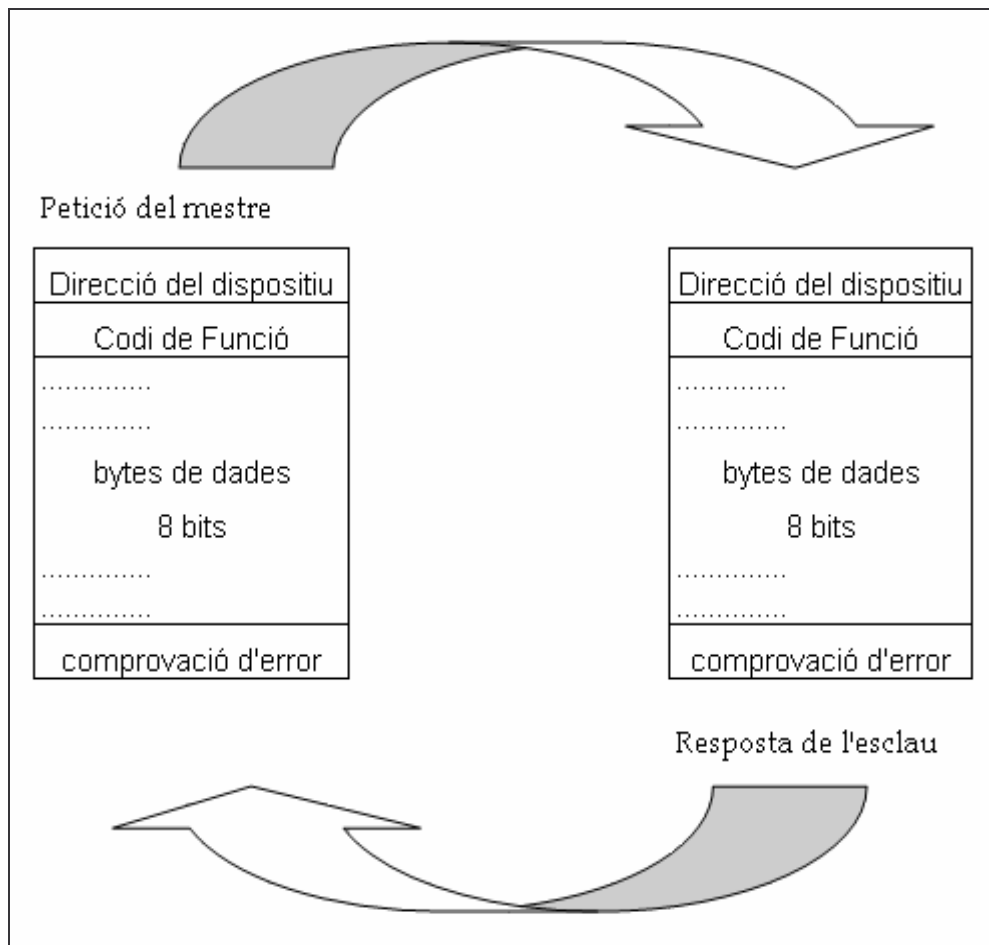 Petició del mestre
Direcció del dispositiu
Codi de Funció
..............
..............
bytes de dades
8 bits
..............
..............
comprovació d'error
Direcció del dispositiu
Codi de Funció
..............
..............
bytes de dades
8 bits
..............
..............
comprovació d'error
Resposta de l'esclau